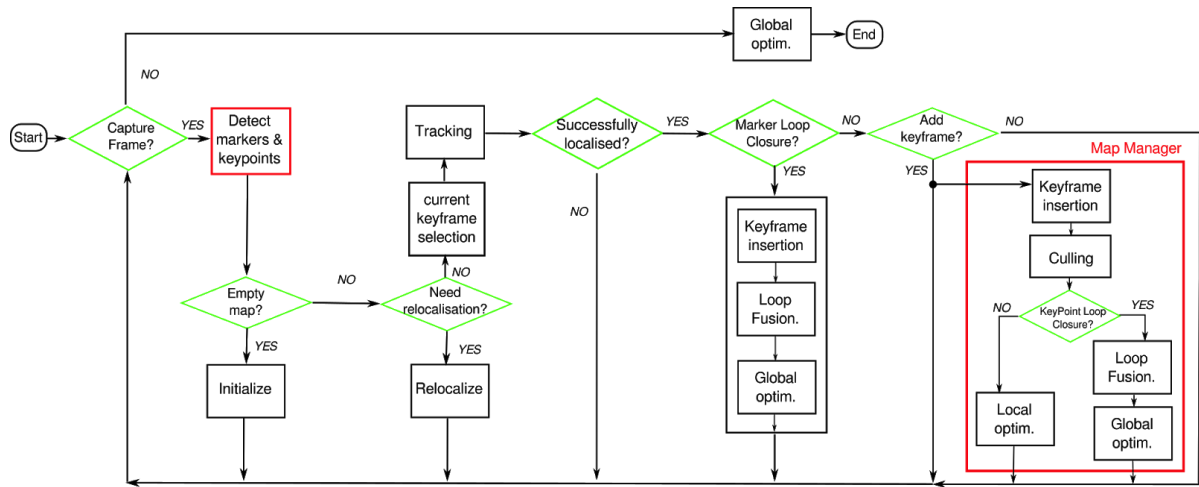 Global
optim.
End
NO
Start
Capture
Frame?
YES
Detect
markers &
keypoints
Tracking
Successfully
localised?
YES
Marker Loop
Closure?
NO
Add
keyframe?
NO
Map Manager
YES
YES
current
keyframe
selection
NO
Keyframe
insertion
Keyframe
insertion
Culling
NO
NO
Empty
map?
Need
relocalisation?
Loop
Fusion.
NO
YES
KeyPoint Loop
Closure?
YES
YES
Loop
Fusion.
Initialize
Relocalize
Global
optim.
Local
optim.
Global
optim.